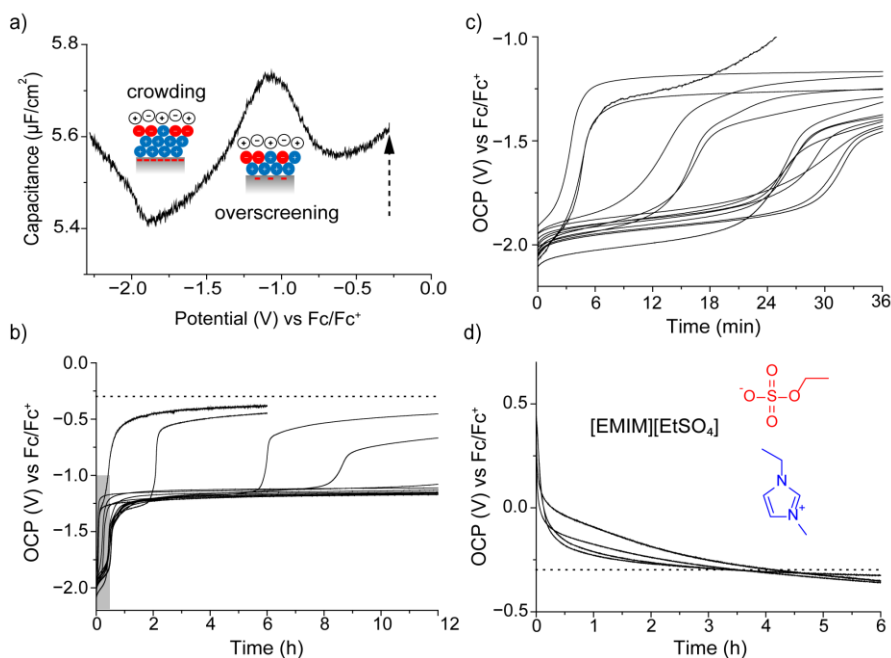 a)
Capacitance (µF/cm²)
5.8
5.6
5.4
crowding
overscreening
−2.0
−1.5
−1.0
−0.5
0.0
Potential (V) vs Fc/Fc⁺
c)
OCP (V) vs Fc/Fc⁺
−1.0
−1.5
−2.0
0
6
12
18
24
30
36
Time (min)
b)
OCP (V) vs Fc/Fc⁺
0.0
−0.5
−1.0
−1.5
−2.0
0
2
4
6
8
10
12
Time (h)
d)
OCP (V) vs Fc/Fc⁺
0.5
0.0
−0.5
[EMIM][EtSO₄]
O
⁻O
S
O
O
N
N⁺
0
1
2
3
4
5
6
Time (h)